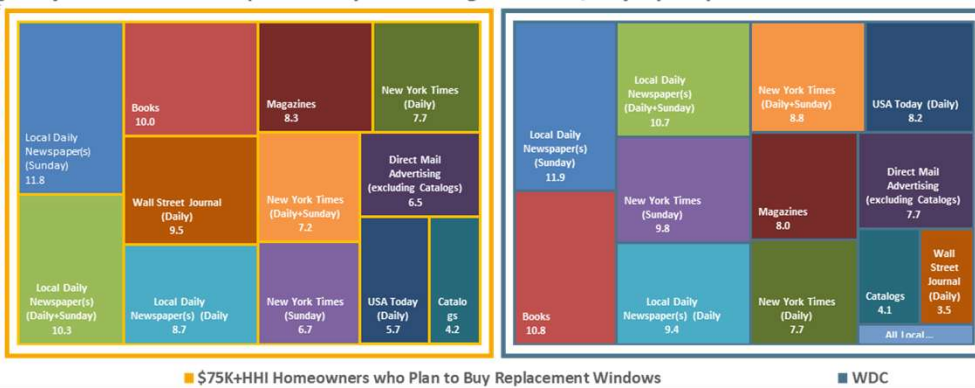 Local Daily
Newspaper(s)
(Sunday)
11.8
Books
10.0
Magazines
8.3
New York Times
(Daily)
7.7
Wall Street Journal
(Daily)
9.5
New York Times
(Daily+Sunday)
7.2
Direct Mail
Advertising
(excluding Catalogs)
6.5
Local Daily
Newspaper(s)
(Daily+Sunday)
10.3
Local Daily
Newspaper(s) (Daily
8.7
New York Times
(Sunday)
6.7
USA Today
(Daily)
5.7
Catalo
gs
4.2
Local Daily
Newspaper(s)
(Sunday)
11.9
Local Daily
Newspaper(s)
(Daily+Sunday)
10.7
New York Times
(Daily+Sunday)
8.8
USA Today (Daily)
8.2
New York Times
(Sunday)
9.8
Magazines
8.0
Direct Mail
Advertising
(excluding Catalogs)
7.7
Books
10.8
Local Daily
Newspaper(s) (Daily
9.4
New York Times
(Daily)
7.7
Catalogs
4.1
Wall
Street
Journal
(Daily)
3.5
All Local...
$75K+HHI Homeowners who Plan to Buy Replacement Windows
WDC